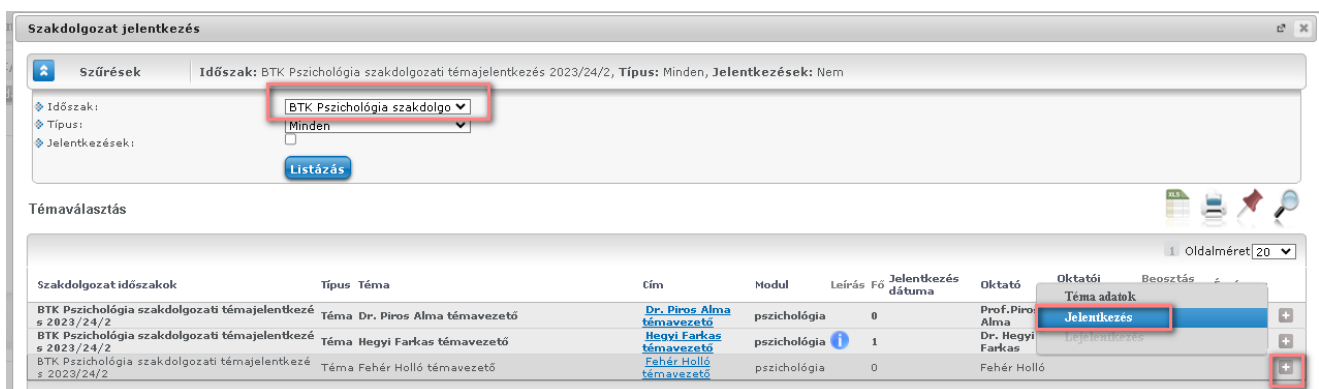 Szakdolgozat jelentkezés
Szűrések Időszak: BTK Pszichológia szakdolgozati témajelentkezés 2023/24/2, Típus: Minden, Jelentkezések: Nem
Időszak: BTK Pszichológia szakdolgo
Típus: Minden
Jelentkezések:
Listázás
Témaválasztás
XLS
1 Oldalméret 20
Szakdolgozat időszakok Típus Téma Cím Modul Leírás Fő Jelentkezés dátuma Oktató Oktatói Beosztás
Téma adatok
Jelentkezés
Lejelentkezés
BTK Pszichológia szakdolgozati témajelentkezé Téma Dr. Piros Alma témavezető Dr. Piros Alma pszichológia 0 Prof.Piros
s 2023/24/2 témavezető Alma
BTK Pszichológia szakdolgozati témajelentkezé Téma Hegyi Farkas témavezető Hegyi Farkas pszichológia i 1 Dr. Hegyi
s 2023/24/2 témavezető Farkas
BTK Pszichológia szakdolgozati témajelentkezé Téma Fehér Holló témavezető Fehér Holló pszichológia 0 Fehér Holló
s 2023/24/2 témavezető